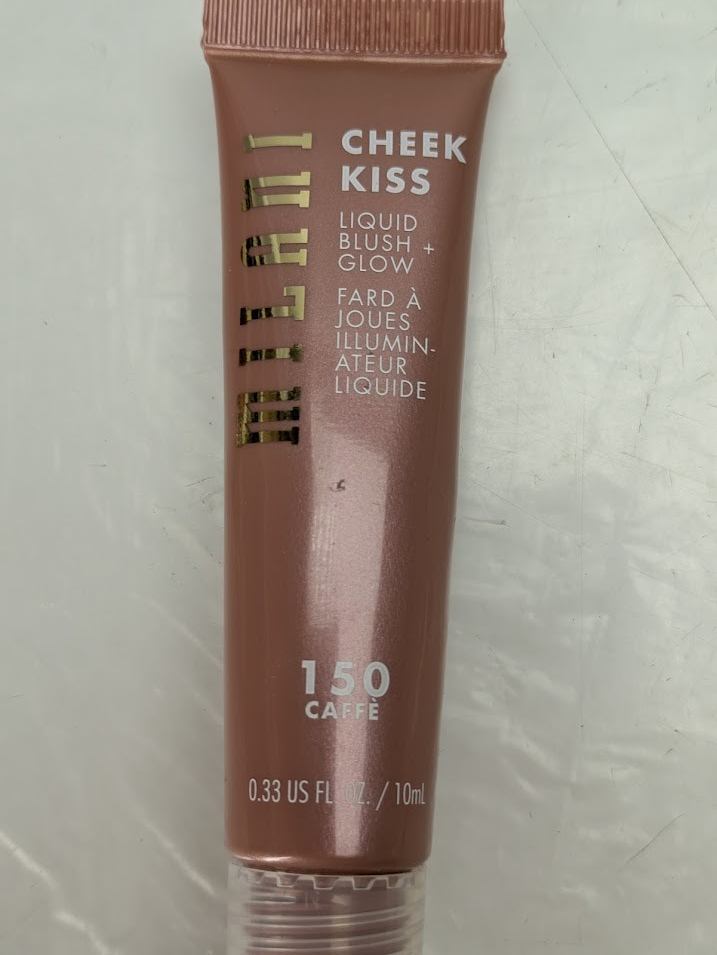 MILANI
CHEEK
KISS
LIQUID
BLUSH +
GLOW
FARD À
JOUES
ILLUMIN-
ATEUR
LIQUIDE
150
CAFFÈ
0.33 US FL. OZ. / 10mL